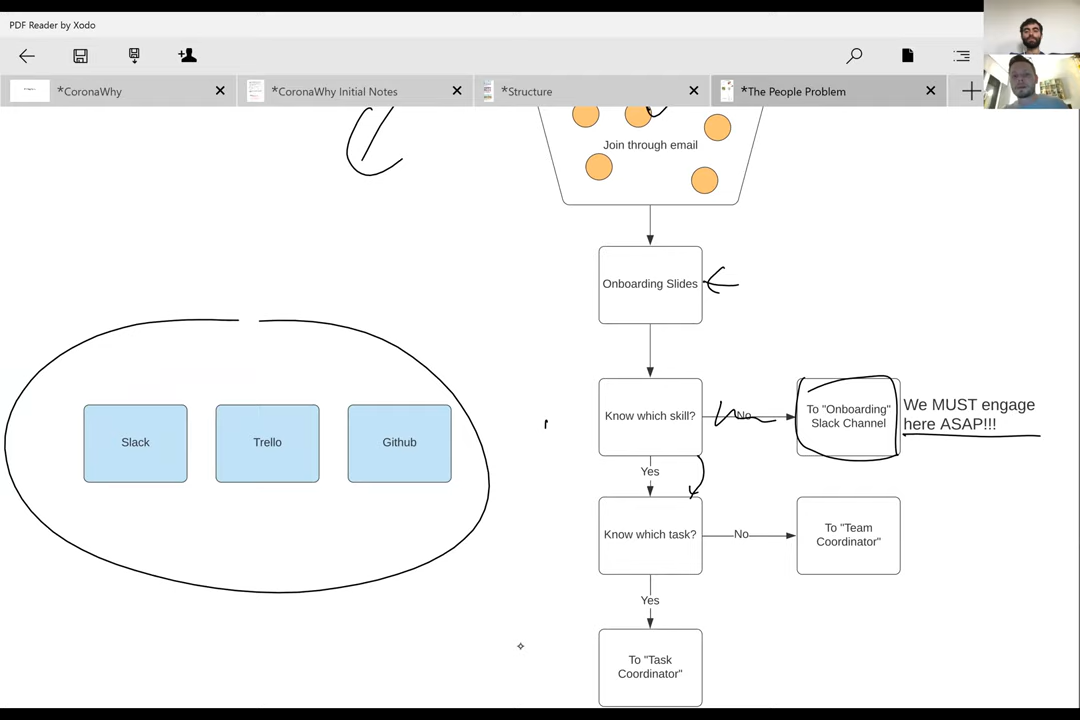 PDF Reader by Xodo
*CoronaWhy
*CoronaWhy Initial Notes
*Structure
*The People Problem
Join through email
Onboarding Slides
Know which skill?
No
To "Onboarding"
Slack Channel
We MUST engage
here ASAP!!!
Slack
Trello
Github
Yes
Know which task?
No
To "Team
Coordinator"
Yes
To "Task
Coordinator"